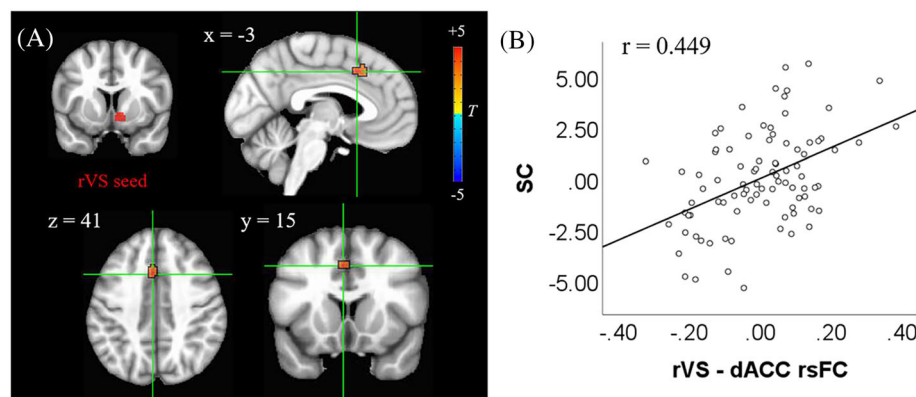 (A)
x = -3
+5
T
-5
rVS seed
z = 41
y = 15
(B)
r = 0.449
5.00
2.50
.00
-2.50
-5.00
SC
-.40
-.20
.00
.20
.40
rVS - dACC rsFC